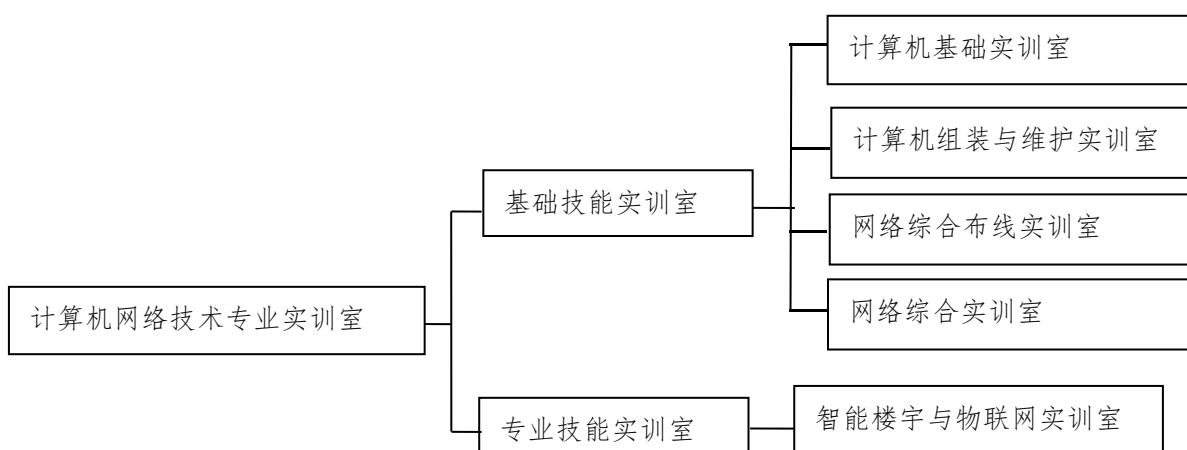 计算机基础实训室
计算机组装与维护实训室
基础技能实训室
网络综合布线实训室
计算机网络技术专业实训室
网络综合实训室
专业技能实训室
智能楼宇与物联网实训室